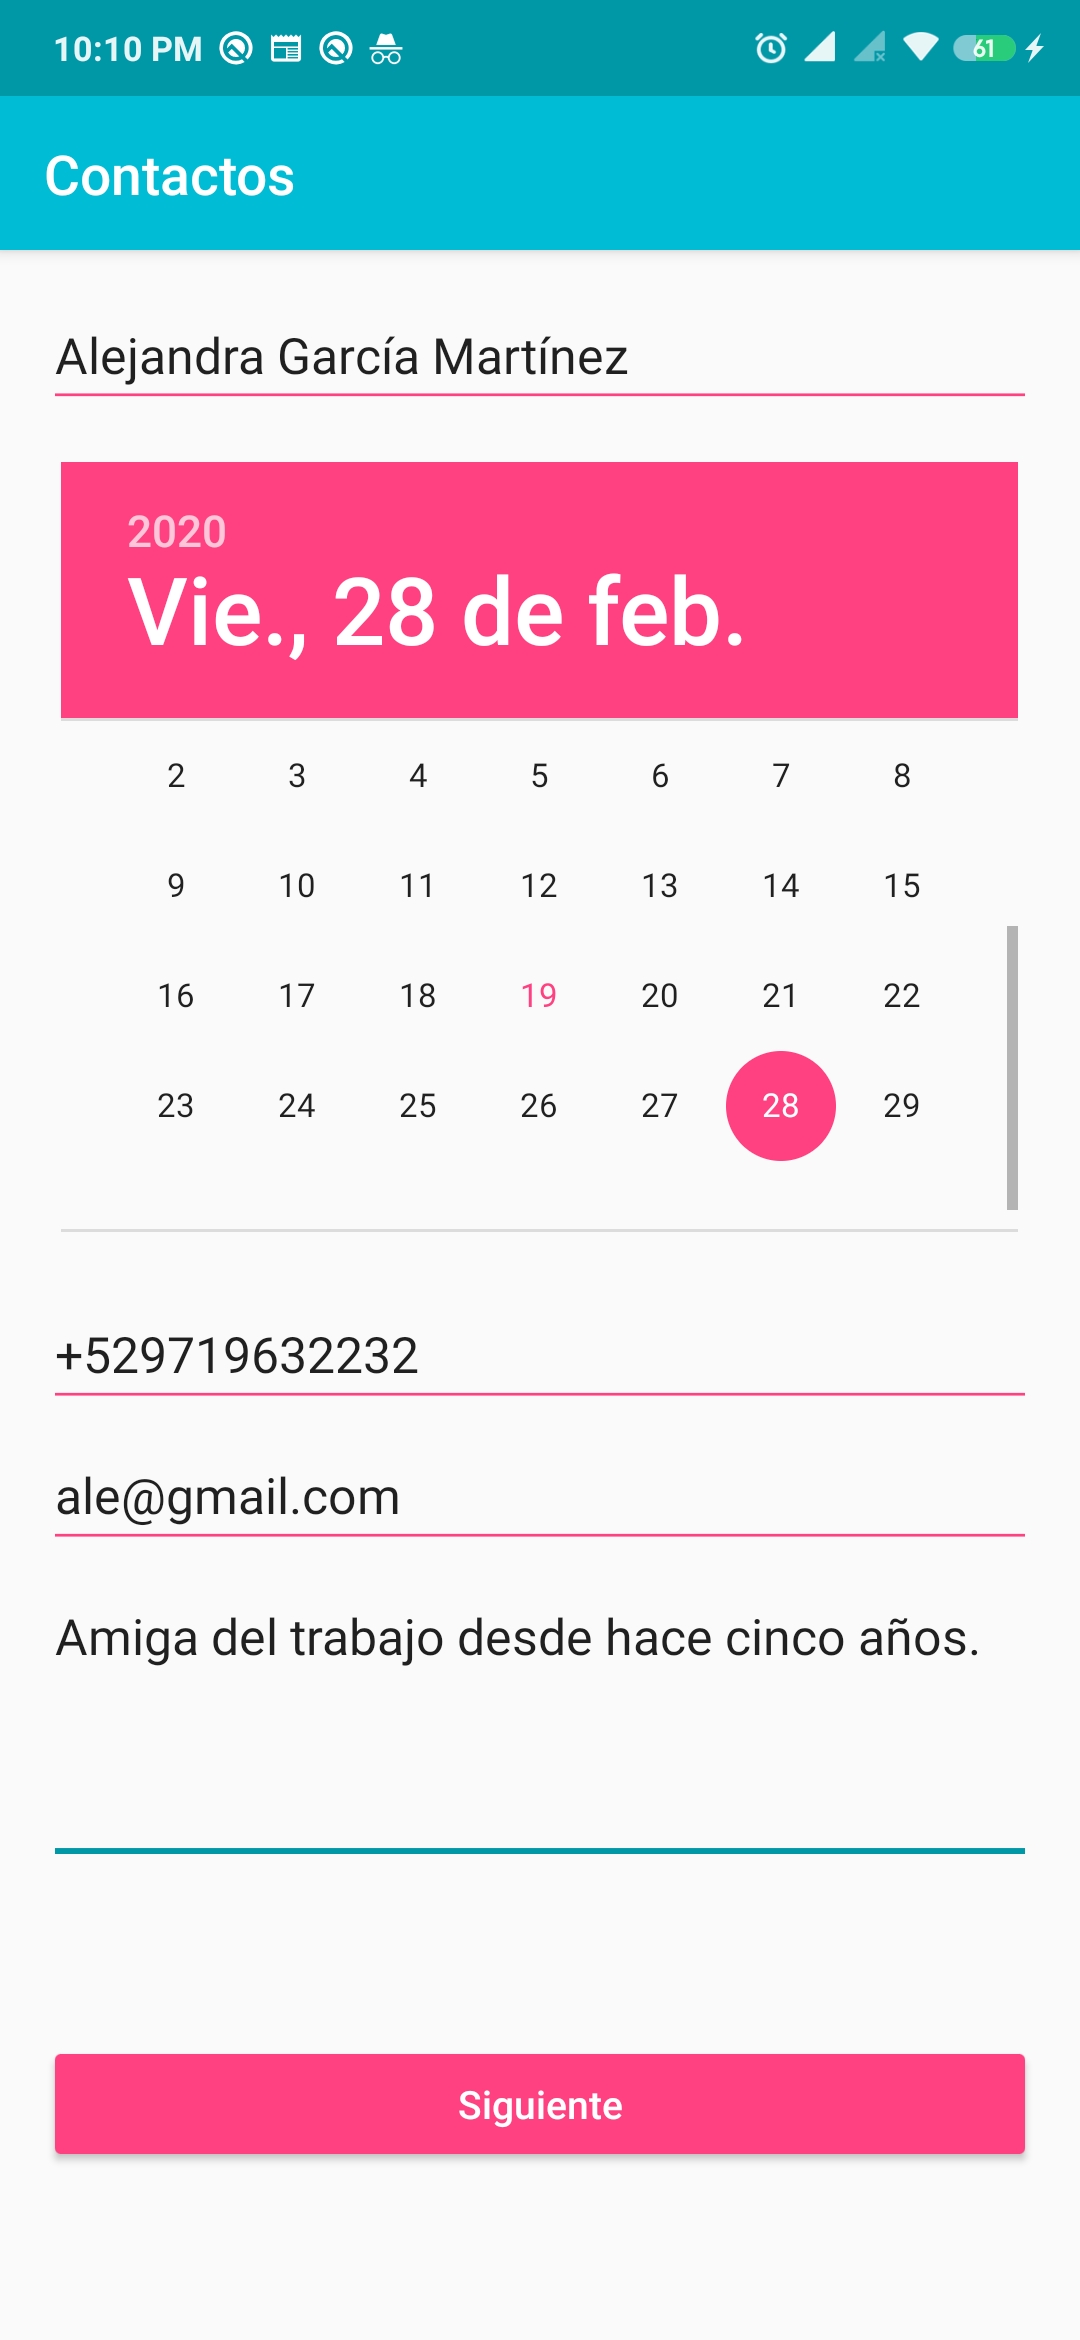 10:10 PM 61
Contactos
Alejandra García Martínez
2020
Vie., 28 de feb.
2 3 4 5 6 7 8
9 10 11 12 13 14 15
16 17 18 19 20 21 22
23 24 25 26 27 28 29
+529719632232
ale@gmail.com
Amiga del trabajo desde hace cinco años.
Siguiente